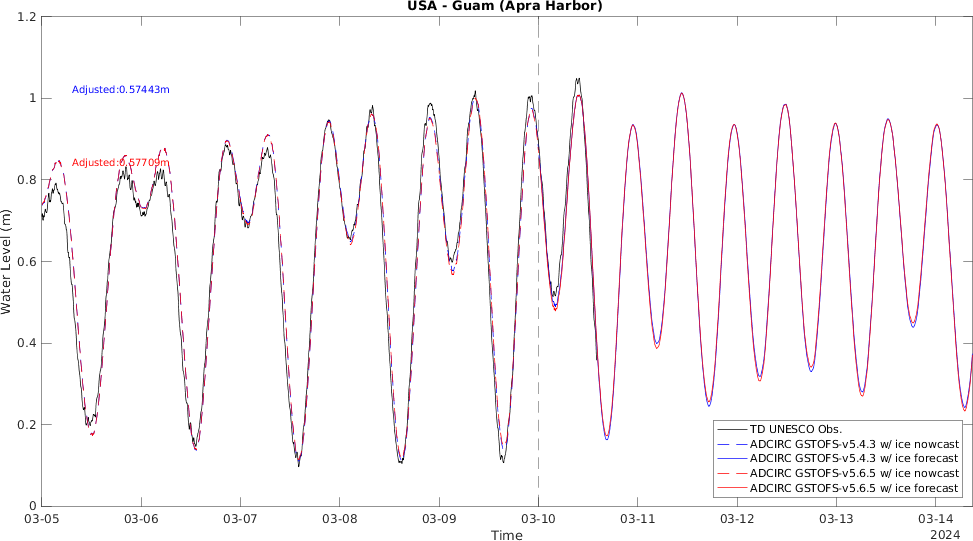 USA - Guam (Apra Harbor)
1.2
1
0.8
0.6
0.4
0.2
0
Water Level (m)
Adjusted:0.57443m
Adjusted:0.57709m
TD UNESCO Obs.
ADCIRC GSTOFS-v5.4.3 w/ ice nowcast
ADCIRC GSTOFS-v5.4.3 w/ ice forecast
ADCIRC GSTOFS-v5.6.5 w/ ice nowcast
ADCIRC GSTOFS-v5.6.5 w/ ice forecast
03-05 03-06 03-07 03-08 03-09 03-10 03-11 03-12 03-13 03-14
Time
2024